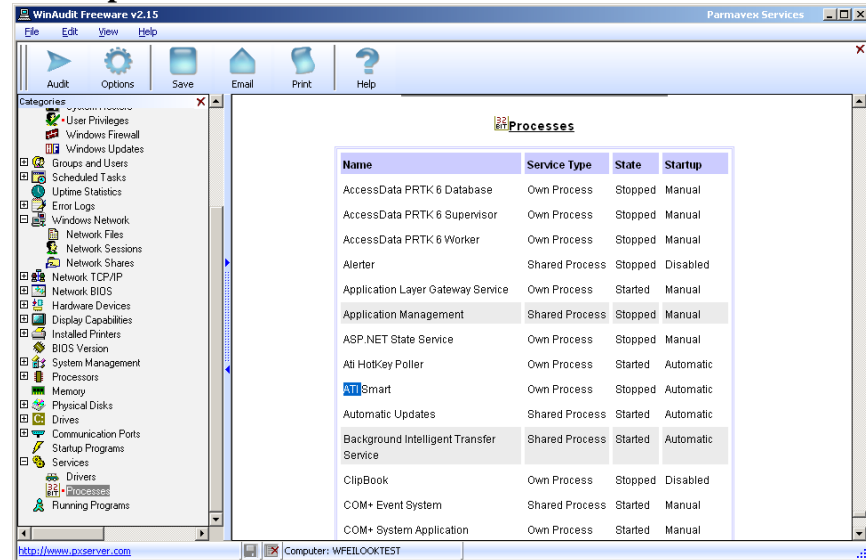 WinAudit Freeware v2.15 Parmavex Services
File Edit View Help
Audit Options Save Email Print Help
Categories
User Privileges
Windows Firewall
Windows Updates
Groups and Users
Scheduled Tasks
Uptime Statistics
Error Logs
Windows Network
Network Files
Network Sessions
Network Shares
Network TCP/IP
Network BIOS
Hardware Devices
Display Capabilities
Installed Printers
BIOS Version
System Management
Processors
Memory
Physical Disks
Drives
Communication Ports
Startup Programs
Services
Drivers
Processes
Running Programs
Processes
Name Service Type State Startup
AccessData PRTK 6 Database Own Process Stopped Manual
AccessData PRTK 6 Supervisor Own Process Stopped Manual
AccessData PRTK 6 Worker Own Process Stopped Manual
Alerter Shared Process Stopped Disabled
Application Layer Gateway Service Own Process Started Manual
Application Management Shared Process Stopped Manual
ASP.NET State Service Own Process Stopped Manual
Ati HotKey Poller Own Process Started Automatic
ATI Smart Own Process Stopped Automatic
Automatic Updates Shared Process Started Automatic
Background Intelligent Transfer Shared Process Started Automatic
Service
ClipBook Own Process Stopped Disabled
COM+ Event System Shared Process Started Manual
COM+ System Application Own Process Started Manual
http://www.pxserver.com Computer: WFEILOOKTEST